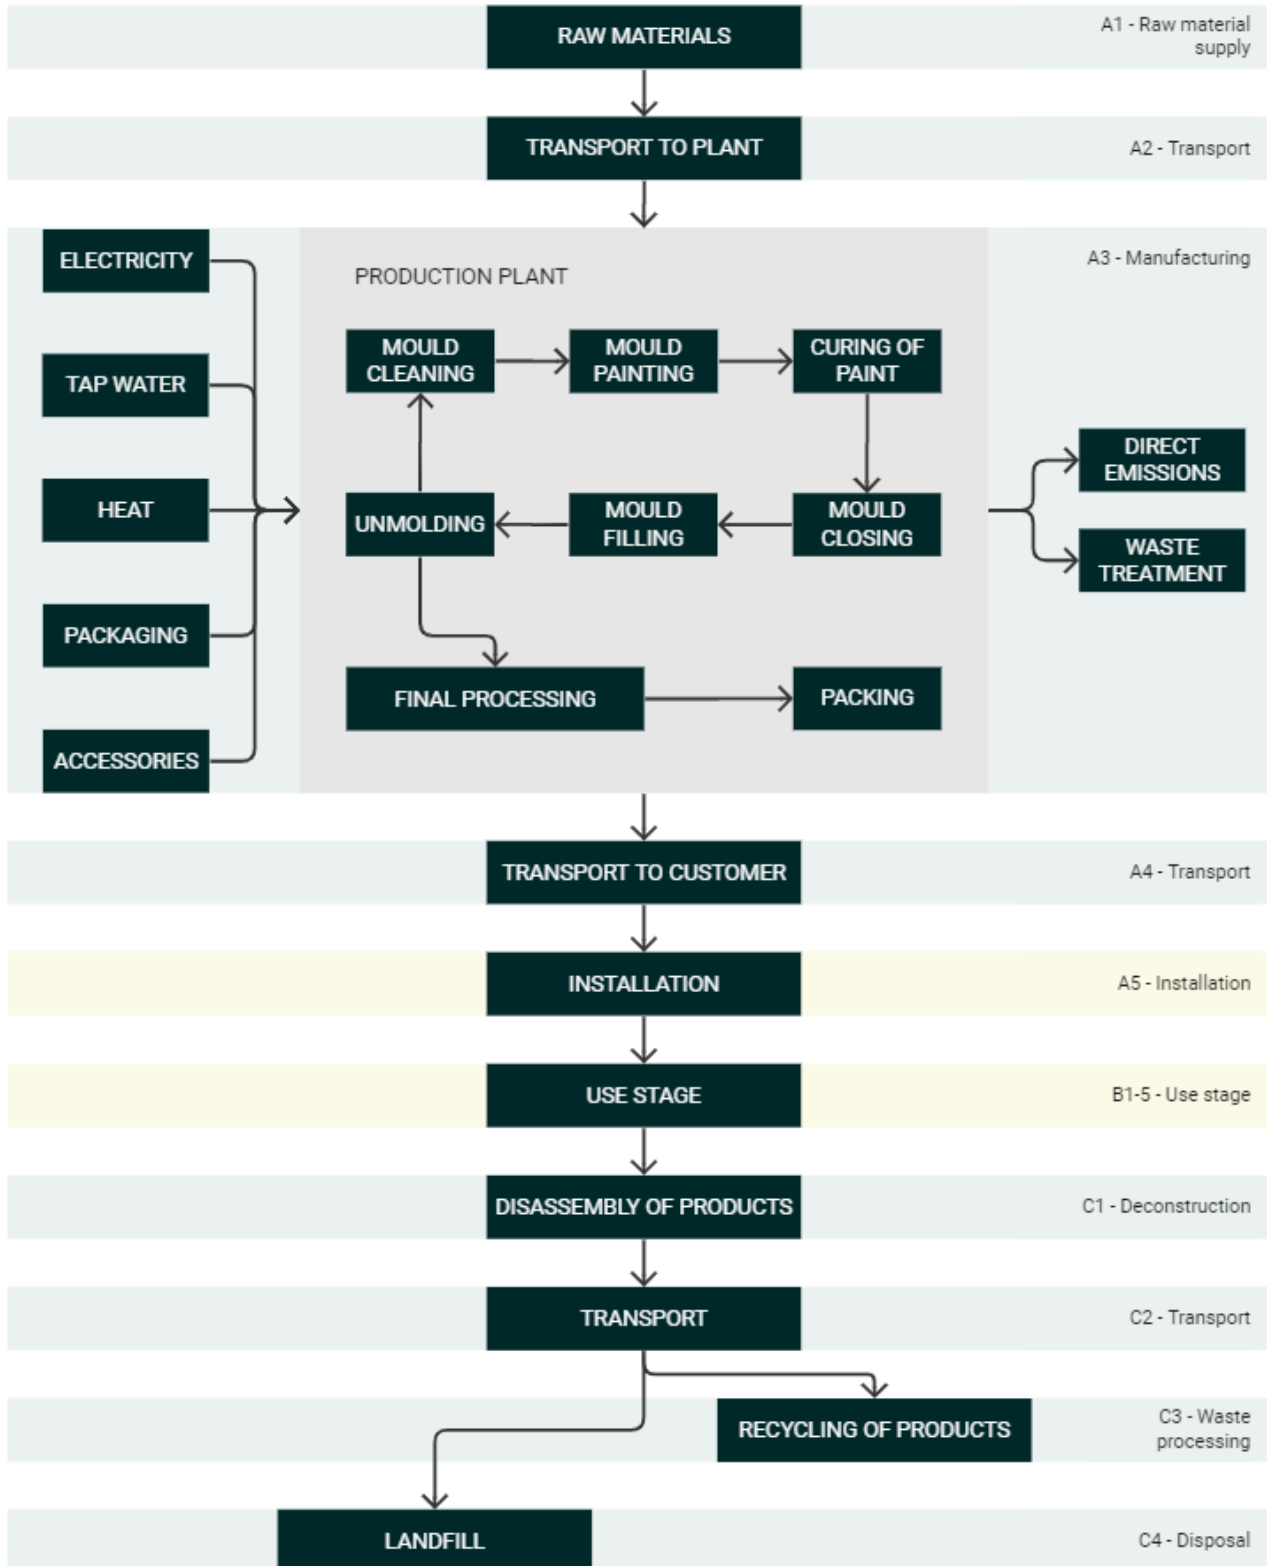 RAW MATERIALS
A1 - Raw material
supply
TRANSPORT TO PLANT
A2 - Transport
A3 - Manufacturing
ELECTRICITY
TAP WATER
HEAT
PACKAGING
ACCESSORIES
PRODUCTION PLANT
MOULD
CLEANING
MOULD
PAINTING
CURING OF
PAINT
UNMOLDING
MOULD
FILLING
MOULD
CLOSING
FINAL PROCESSING
PACKING
DIRECT
EMISSIONS
WASTE
TREATMENT
TRANSPORT TO CUSTOMER
A4 - Transport
INSTALLATION
A5 - Installation
USE STAGE
B1-5 - Use stage
DISASSEMBLY OF PRODUCTS
C1 - Deconstruction
TRANSPORT
C2 - Transport
RECYCLING OF PRODUCTS
C3 - Waste
processing
LANDFILL
C4 - Disposal